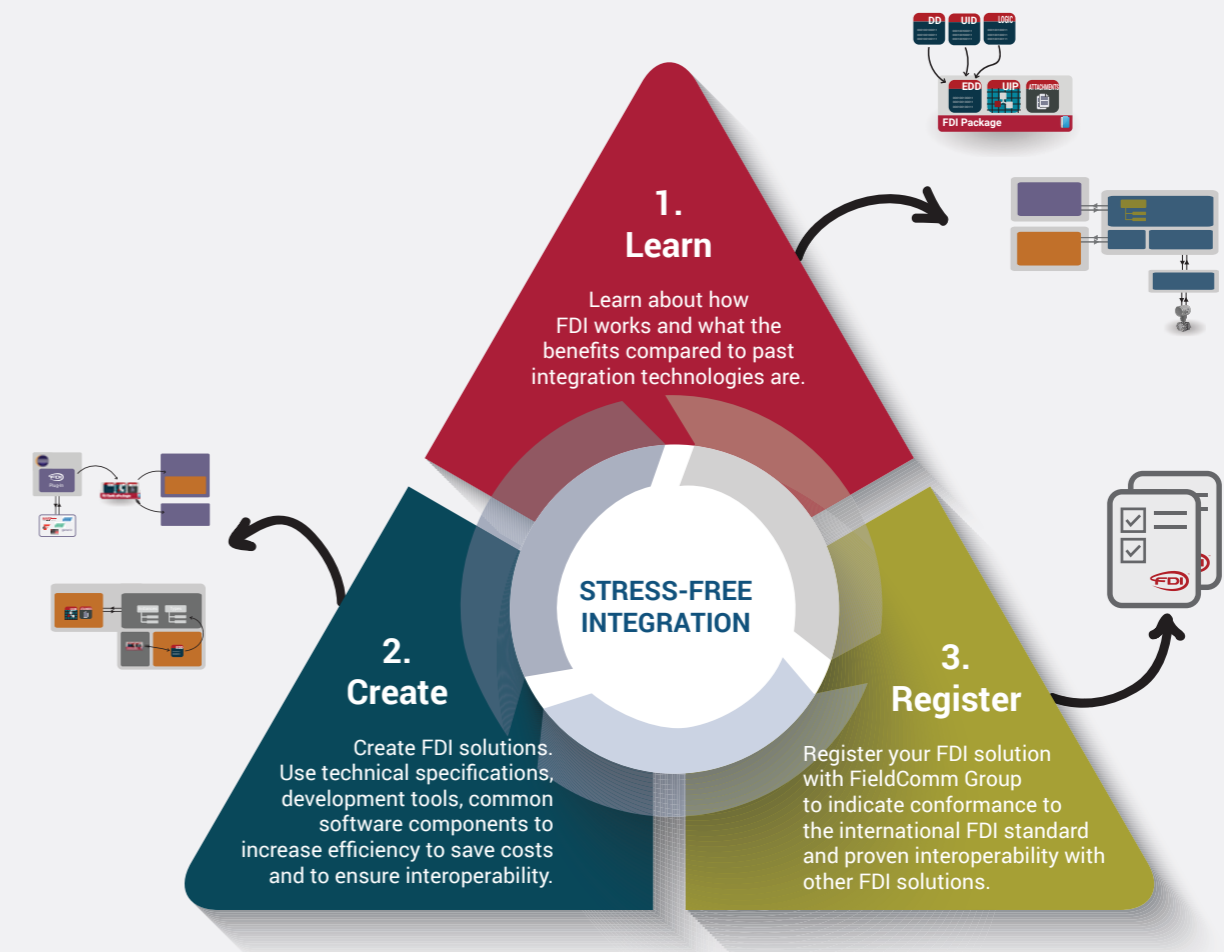 DD
UID
LOGIC
EDD
UIP
ATTACHMENTS
FDI Package
1.
Learn
Learn about how
FDI works and what the
benefits compared to past
integration technologies are.
STRESS-FREE
INTEGRATION
2.
Create
Create FDI solutions.
Use technical specifications,
development tools, common
software components to
increase efficiency to save costs
and to ensure interoperability.
3.
Register
Register your FDI solution
with FieldComm Group
to indicate conformance to
the international FDI standard
and proven interoperability with
other FDI solutions.
FDI